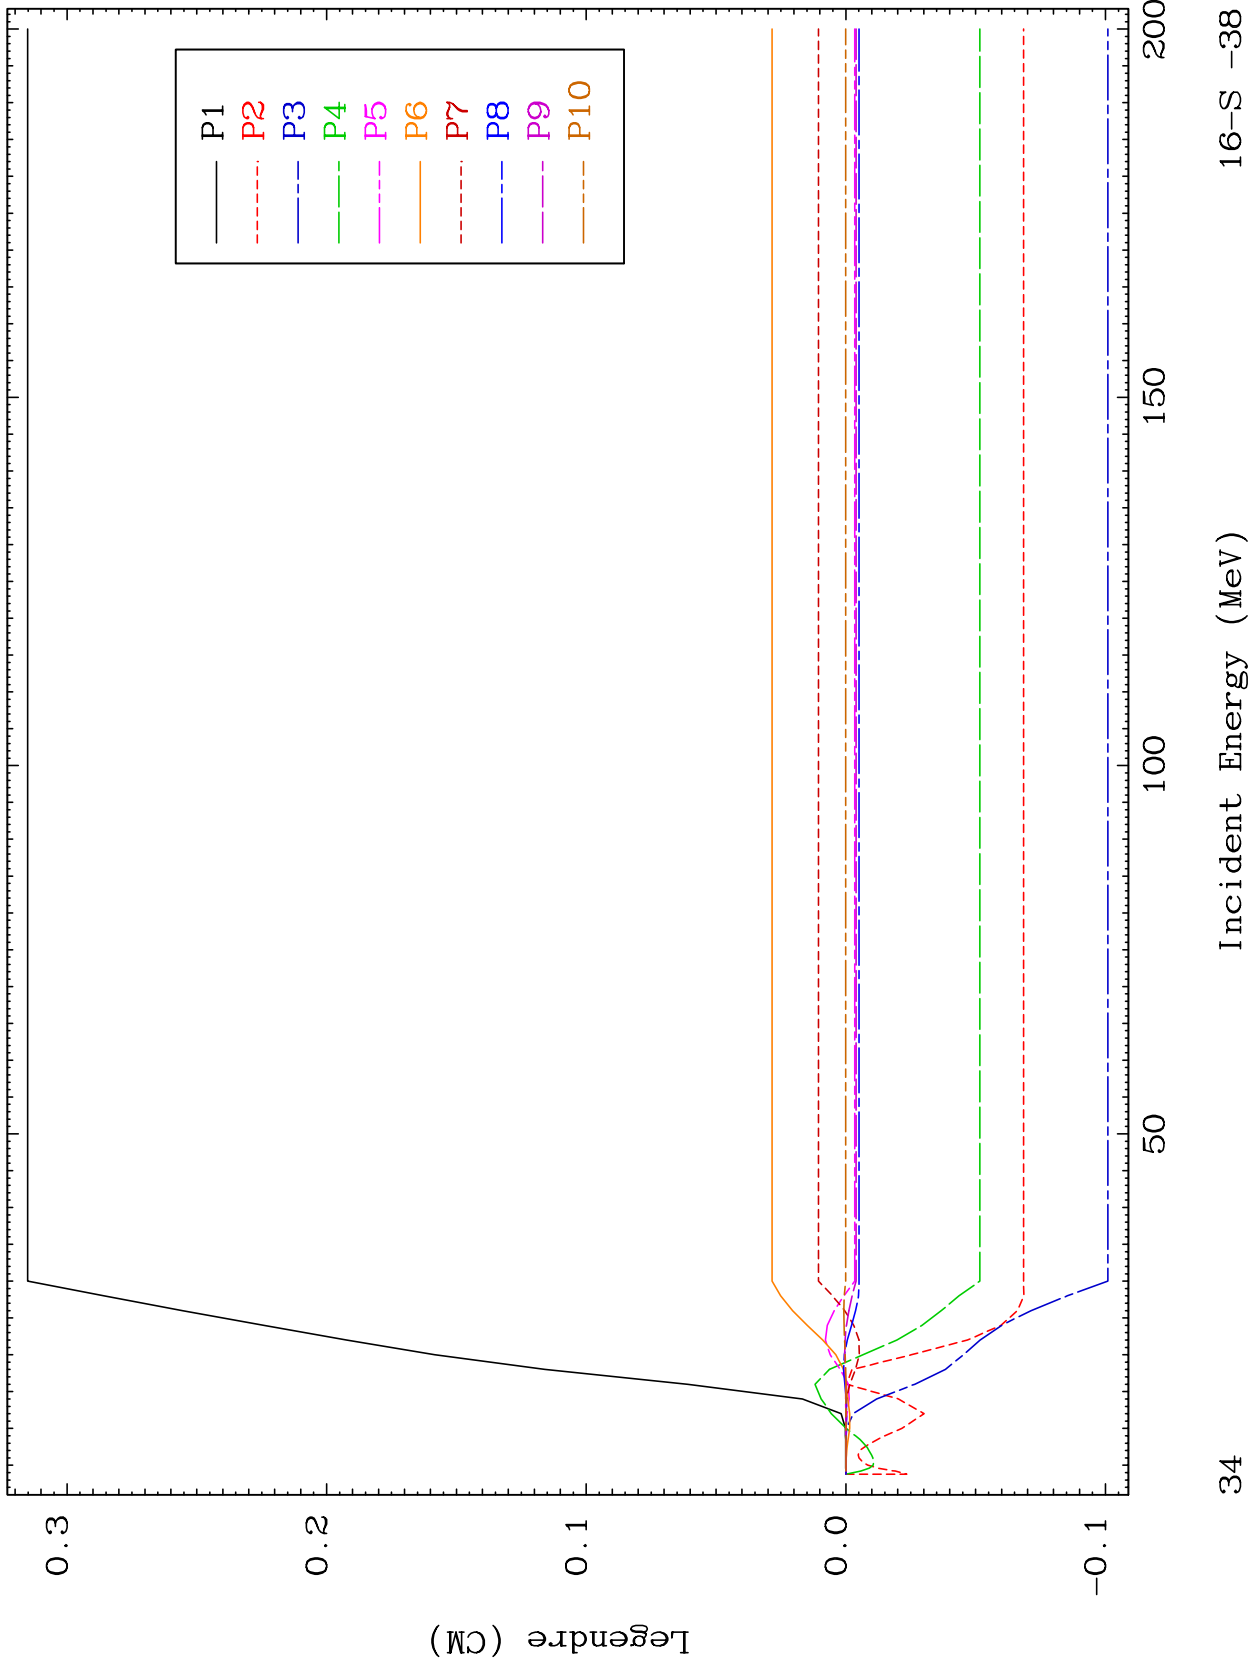 0.3
0.2
0.1
0.0
-0.1
Legendre (CM)
P1
P2
P3
P4
P5
P6
P7
P8
P9
P10
50
100
150
200
Incident Energy (MeV)
34
16-S -38